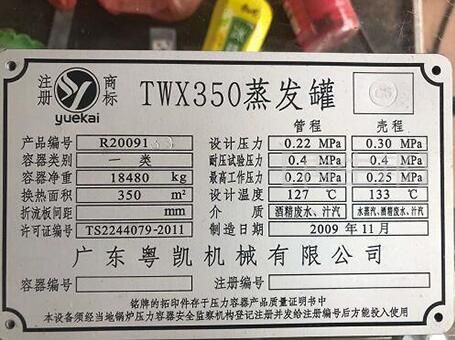 注册 商标
yuekai
TWX350蒸发罐
CS
管程 壳程
产品编号 R20091 设计压力 0.22 MPa 0.30 MPa
容器类别 一 类 耐压试验压力 0.4 MPa 0.4 MPa
容器净重 18480 kg 最高工作压力 0.20 MPa 0.25 MPa
换热面积 350 m² 设计温度 127 ℃ 133 ℃
折流板间距 mm 介 质 酒精废水、汁汽 水蒸汽、酒精废水、汁汽
许可证编号 TS2244079-2011 制造日期 2009 年 11 月
广东粤凯机械有限公司
容器编号 注册编号
铭牌的拓印件存于压力容器产品质量证明书中
本设备须经当地锅炉压力容器安全监察机构登记注册并发给注册编号后方能投入使用